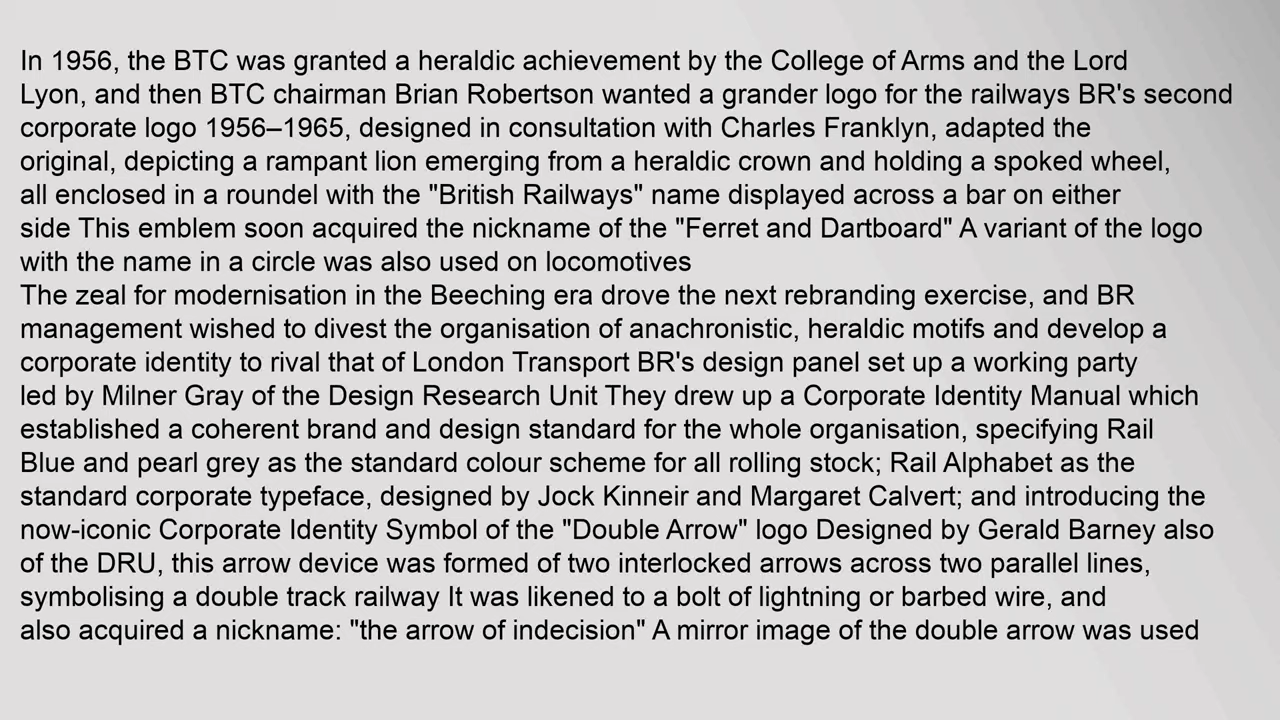 In 1956, the BTC was granted a heraldic achievement by the College of Arms and the Lord
Lyon, and then BTC chairman Brian Robertson wanted a grander logo for the railways BR's second
corporate logo 1956–1965, designed in consultation with Charles Franklyn, adapted the
original, depicting a rampant lion emerging from a heraldic crown and holding a spoked wheel,
all enclosed in a roundel with the "British Railways" name displayed across a bar on either
side This emblem soon acquired the nickname of the "Ferret and Dartboard" A variant of the logo
with the name in a circle was also used on locomotives
The zeal for modernisation in the Beeching era drove the next rebranding exercise, and BR
management wished to divest the organisation of anachronistic, heraldic motifs and develop a
corporate identity to rival that of London Transport BR's design panel set up a working party
led by Milner Gray of the Design Research Unit They drew up a Corporate Identity Manual which
established a coherent brand and design standard for the whole organisation, specifying Rail
Blue and pearl grey as the standard colour scheme for all rolling stock; Rail Alphabet as the
standard corporate typeface, designed by Jock Kinneir and Margaret Calvert; and introducing the
now-iconic Corporate Identity Symbol of the "Double Arrow" logo Designed by Gerald Barney also
of the DRU, this arrow device was formed of two interlocked arrows across two parallel lines,
symbolising a double track railway It was likened to a bolt of lightning or barbed wire, and
also acquired a nickname: "the arrow of indecision" A mirror image of the double arrow was used